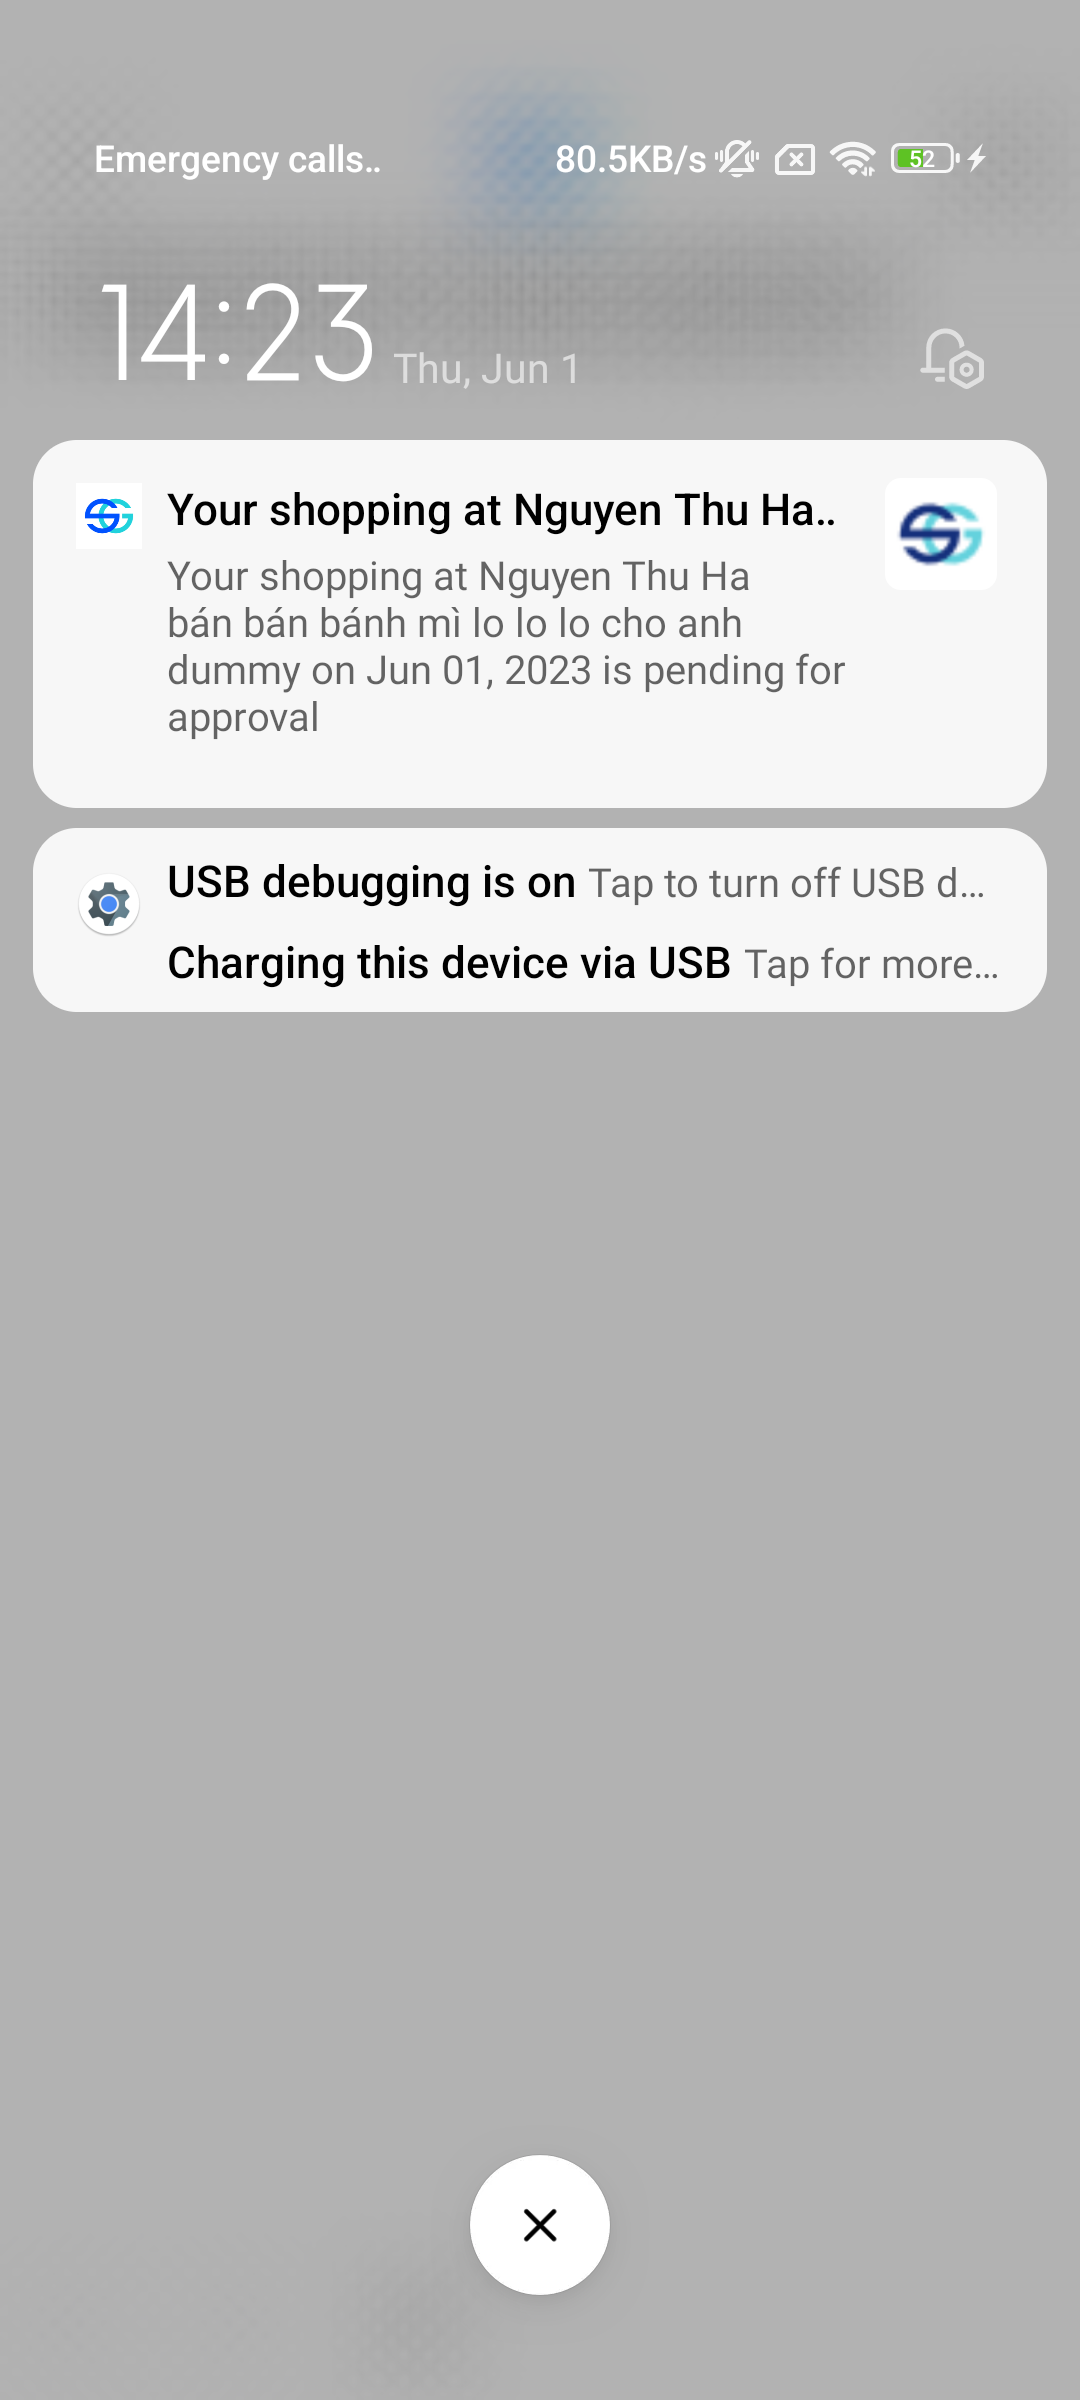 Emergency calls..
80.5KB/s
52
14:23
Thu, Jun 1
Your shopping at Nguyen Thu Ha..
Your shopping at Nguyen Thu Ha
bán bán bánh mì lo lo lo cho anh
dummy on Jun 01, 2023 is pending for
approval
USB debugging is on Tap to turn off USB d...
Charging this device via USB Tap for more...